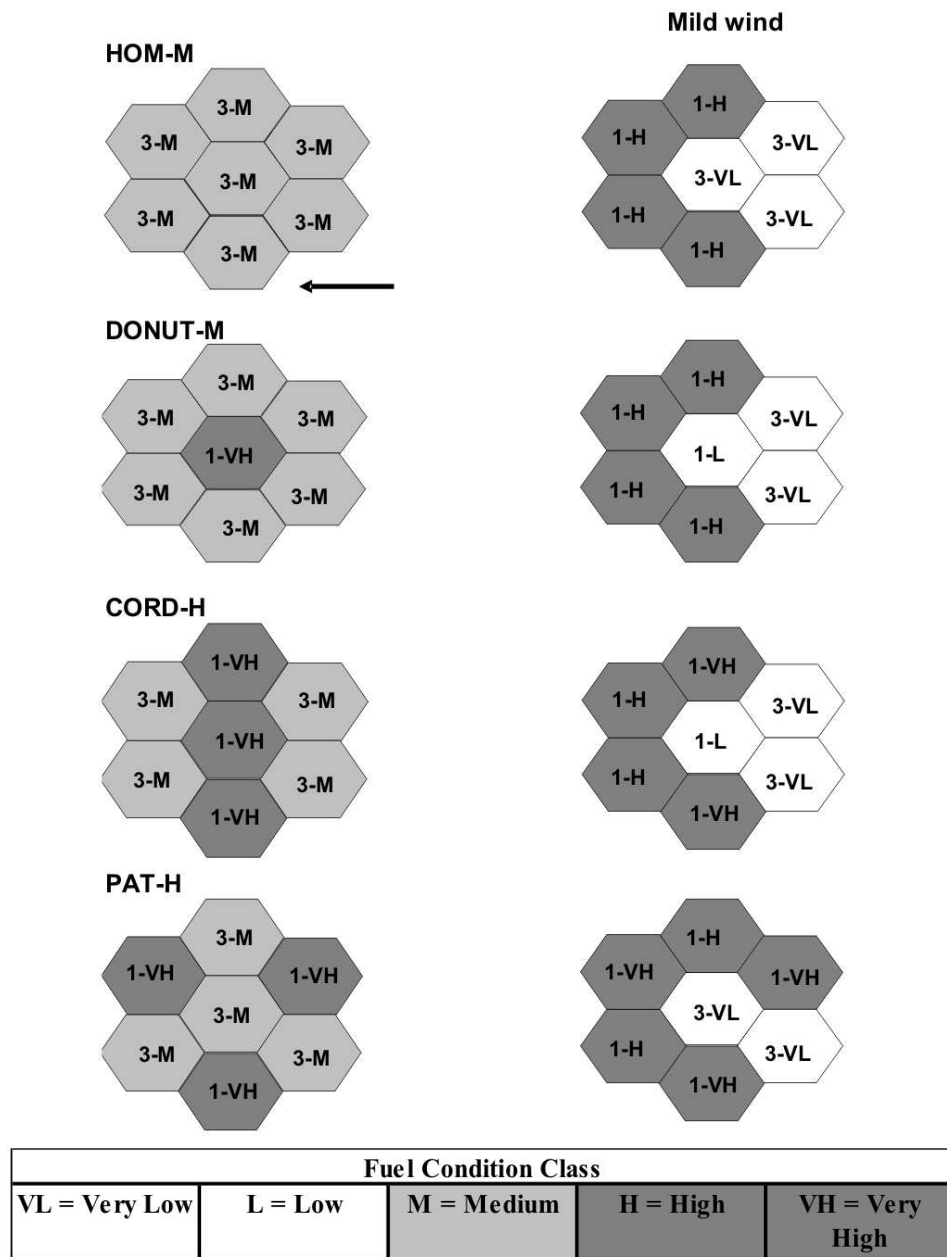 Mild wind
HOM-M
3-M
3-M
3-M
3-M
3-M
3-M
3-M
1-H
1-H
3-VL
3-VL
1-H
3-VL
1-H
DONUT-M
3-M
3-M
3-M
1-VH
3-M
3-M
3-M
1-H
1-H
3-VL
1-L
1-H
3-VL
1-H
CORD-H
1-VH
3-M
3-M
1-VH
3-M
3-M
1-VH
1-VH
1-H
3-VL
1-L
1-H
3-VL
1-VH
PAT-H
3-M
1-VH
1-VH
3-M
3-M
3-M
1-VH
1-H
1-VH
1-VH
3-VL
1-H
3-VL
1-VH
Fuel Condition Class
VL = Very Low
L = Low
M = Medium
H = High
VH = Very
High